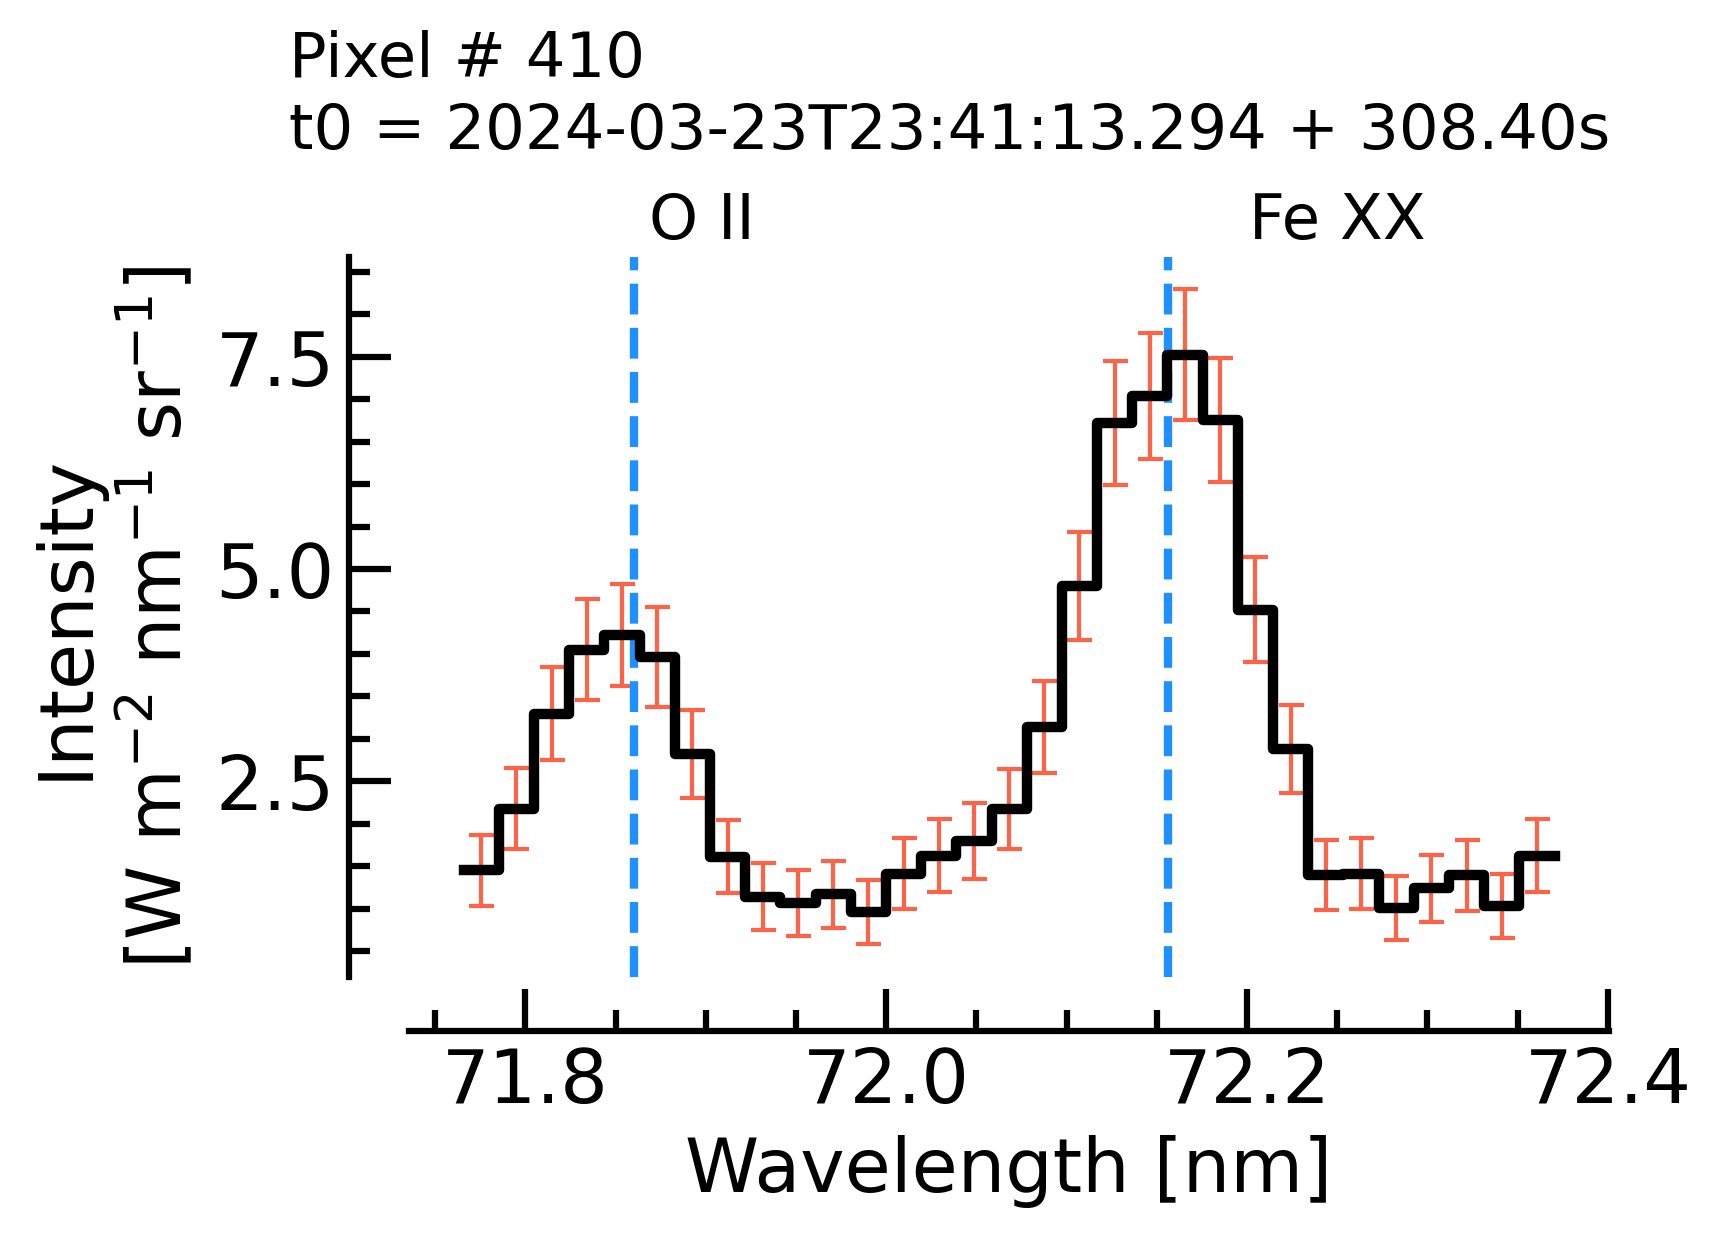 Pixel # 410
t0 = 2024-03-23T23:41:13.294 + 308.40s
O II Fe XX
Intensity
[W m⁻² nm⁻¹ sr⁻¹]
7.5
5.0
2.5
71.8 72.0 72.2 72.4
Wavelength [nm]